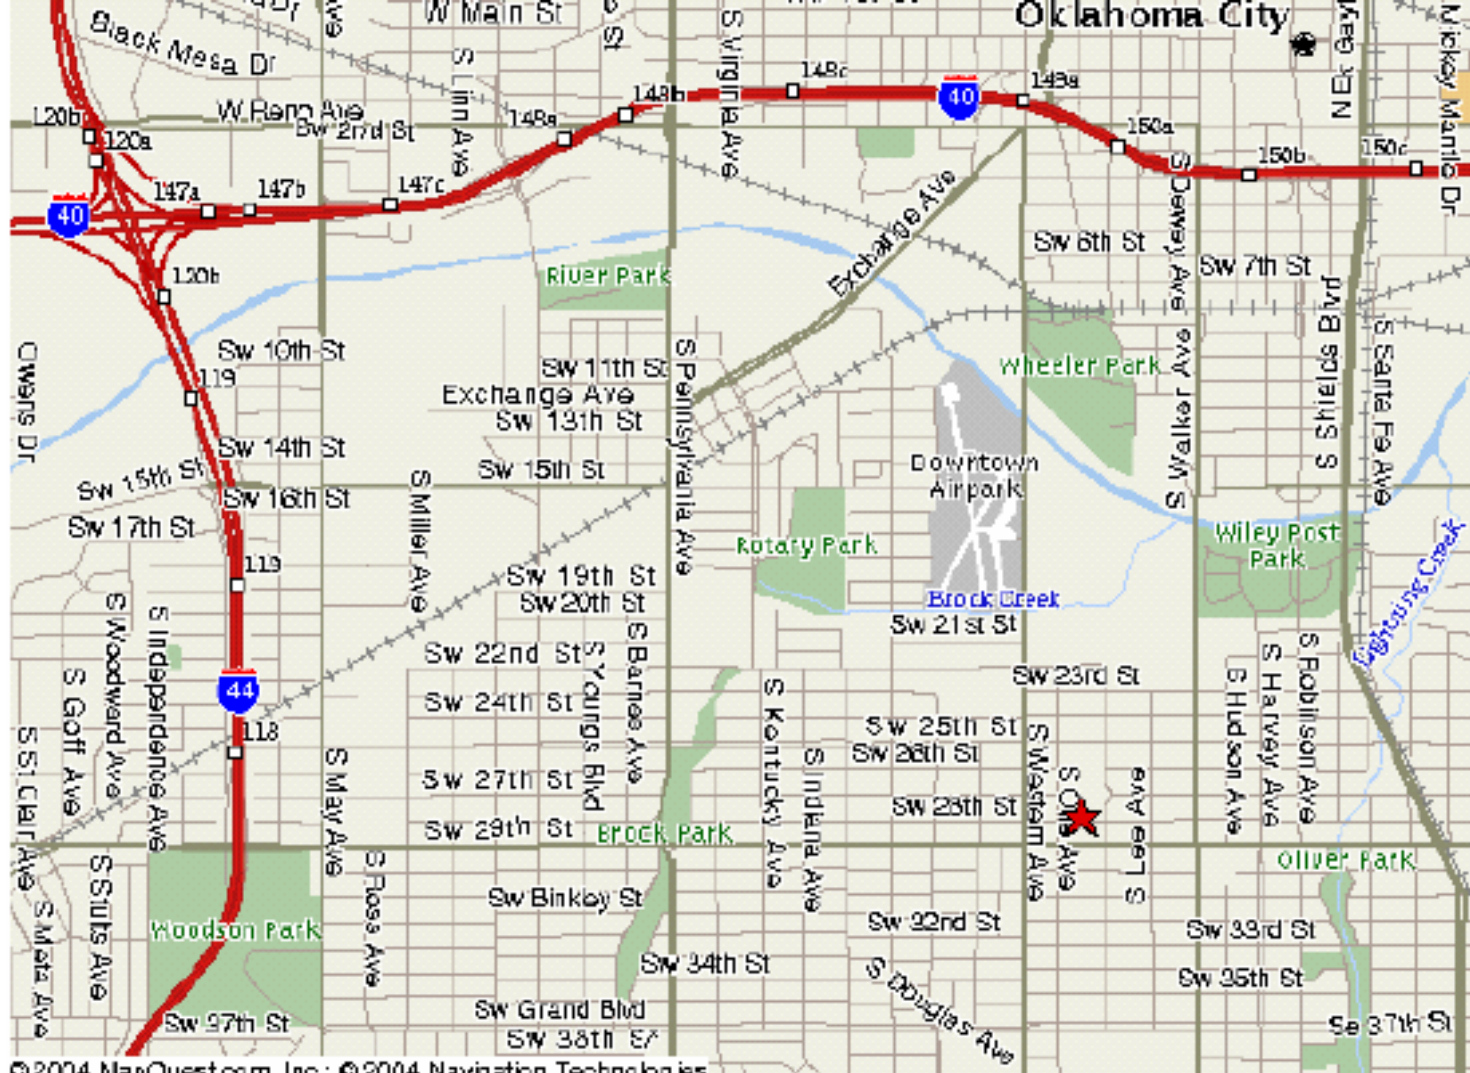 W Main St
Oklahoma City
Black Mesa Dr
S Virginia Ave
S Linn Ave
Mickey Mantle Dr
148c
148b
149a
40
120b
W Reno Ave
Sw 2nd St
148a
150a
120a
150b
150c
147a
147b
147c
40
Exchange Ave
Sw 6th St
S Dewey Ave
Sw 7th St
120b
River Park
S Shields Blvd
Sw 10th St
Sw 11th St
Wheeler Park
119
Exchange Ave
Owens Dr
Sw 13th St
S Pennsylvania Ave
S Walker Ave
S Santa Fe Ave
Sw 14th St
Sw 15th St
Downtown
Airpark
Sw 15th St
Sw 16th St
Sw 17th St
S Miller Ave
Rotary Park
Wiley Post
Park
119
Sw 19th St
Sw 20th St
Brock Creek
Lightning Creek
Sw 21st St
S Woodward Ave
S Independence Ave
Sw 22nd St
S Youngs Blvd
S Barnes Ave
Sw 23rd St
S Goff Ave
44
Sw 24th St
S Kentucky Ave
S Hudson Ave
S Harvey Ave
S Robinson Ave
118
Sw 25th St
Sw 26th St
S St Clair Ave
S May Ave
Sw 27th St
S Indiana Ave
S Western Ave
S Lee Ave
Sw 28th St
Sw 29th St
Brock Park
Oliver Park
S Stults Ave
S Ross Ave
Sw Binkley St
Sw 32nd St
Woodson Park
Sw 33rd St
S Meta Ave
Sw 34th St
S Douglas Ave
Sw 35th St
Sw Grand Blvd
Sw 37th St
Se 37th St
Sw 38th St
© 2004 MapQuest.com, Inc.; © 2004 Navigation Technologies